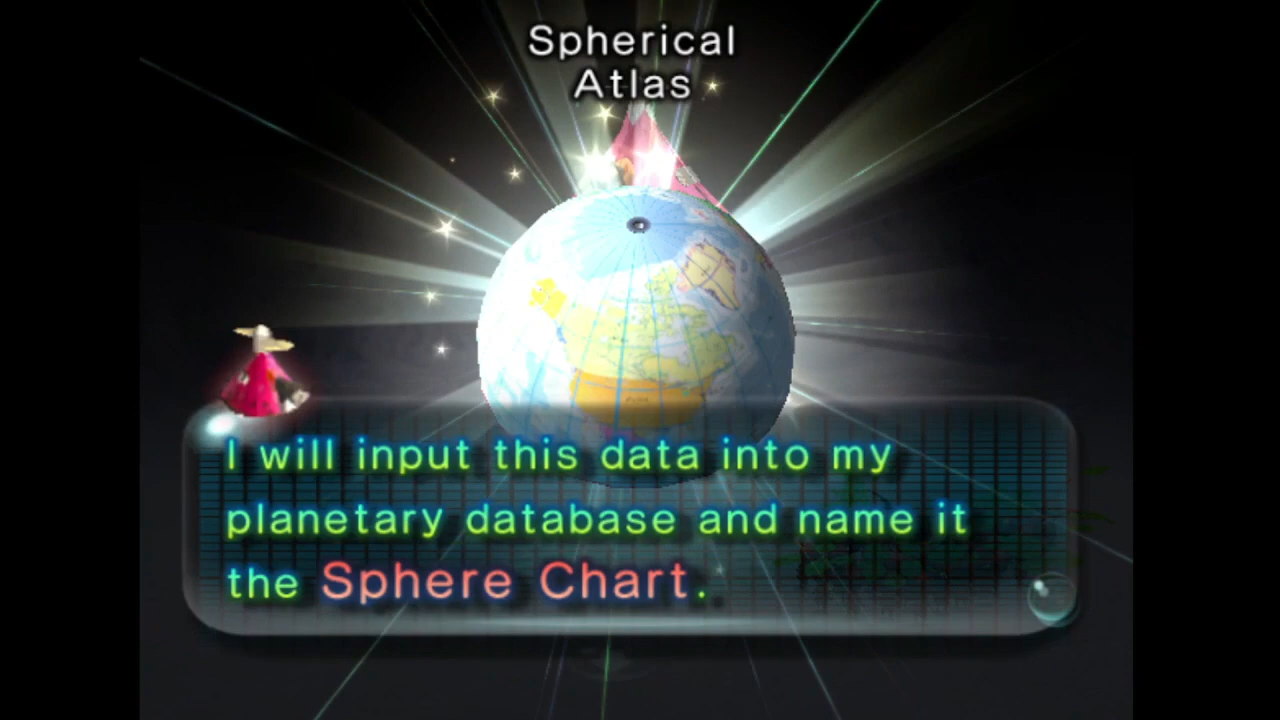 Spherical
Atlas
I will input this data into my
planetary database and name it
the Sphere Chart.